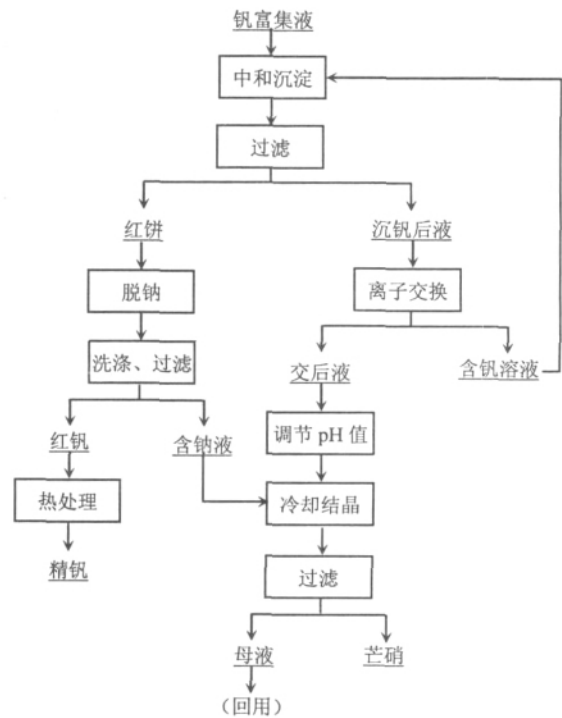 钒富集液
中和沉淀
过滤
红饼
沉钒后液
脱钠
离子交换
洗涤、过滤
交后液
含钒溶液
红钒
含钠液
调节 pH 值
热处理
冷却结晶
精钒
过滤
母液
芒硝
（回用）